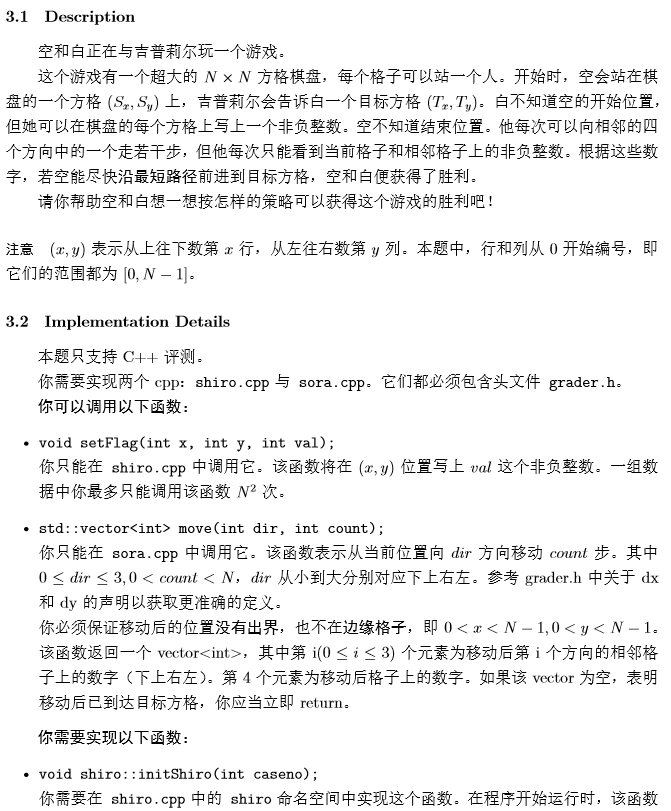 3.1 Description
空和白正在与吉普莉尔玩一个游戏。
这个游戏有一个超大的 N × N 方格棋盘，每个格子可以站一个人。开始时，空会站在棋
盘的一个方格 (Sx, Sy) 上，吉普莉尔会告诉白一个目标方格 (Tx, Ty)。白不知道空的开始位置，
但她可以在棋盘的每个方格上写上一个非负整数。空不知道结束位置。他每次可以向相邻的四
个方向中的一个走若干步，但他每次只能看到当前格子和相邻格子上的非负整数。根据这些数
字，若空能尽快沿最短路径前进到目标方格，空和白便获得了胜利。
请你帮助空和白想一想按怎样的策略可以获得这个游戏的胜利吧！
注意 (x, y) 表示从上往下数第 x 行，从左往右数第 y 列。本题中，行和列从 0 开始编号，即
它们的范围都为 [0, N − 1]。
3.2 Implementation Details
本题只支持 C++ 评测。
你需要实现两个 cpp：shiro.cpp 与 sora.cpp。它们都必须包含头文件 grader.h。
你可以调用以下函数：
• void setFlag(int x, int y, int val);
你只能在 shiro.cpp 中调用它。该函数将在 (x, y) 位置写上 val 这个非负整数。一组数
据中你最多只能调用该函数 N² 次。
• std::vector<int> move(int dir, int count);
你只能在 sora.cpp 中调用它。该函数表示从当前位置向 dir 方向移动 count 步。其中
0 ≤ dir ≤ 3, 0 < count < N，dir 从小到大分别对应下上右左。参考 grader.h 中关于 dx
和 dy 的声明以获取更准确的定义。
你必须保证移动后的位置没有出界，也不在边缘格子，即 0 < x < N − 1, 0 < y < N − 1。
该函数返回一个 vector<int>，其中第 i(0 ≤ i ≤ 3) 个元素为移动后第 i 个方向的相邻格
子上的数字（下上右左）。第 4 个元素为移动后格子上的数字。如果该 vector 为空，表明
移动后已到达目标方格，你应当立即 return。
你需要实现以下函数：
• void shiro::initShiro(int caseno);
你需要在 shiro.cpp 中的 shiro 命名空间中实现这个函数。在程序开始运行时，该函数